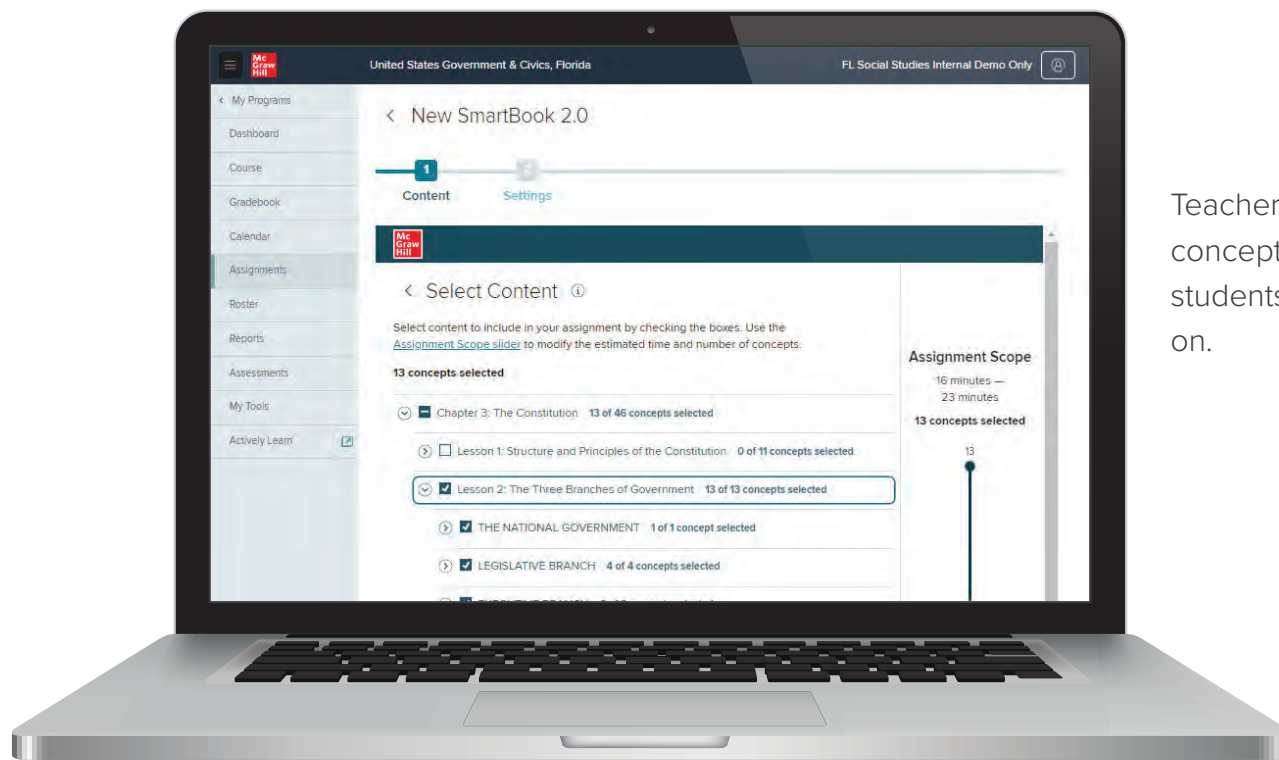 Mc
Graw
Hill
United States Government & Civics, Florida
FL Social Studies Internal Demo Only
< My Programs
Dashboard
Course
Gradebook
Calendar
Assignments
Roster
Reports
Assessments
My Tools
Actively Learn
< New SmartBook 2.0
1
Content
Settings
Mc
Graw
Hill
< Select Content
Select content to include in your assignment by checking the boxes. Use the
Assignment Scope slider to modify the estimated time and number of concepts.
13 concepts selected
Chapter 3: The Constitution 13 of 46 concepts selected
Lesson 1: Structure and Principles of the Constitution 0 of 11 concepts selected
Lesson 2: The Three Branches of Government 13 of 13 concepts selected
THE NATIONAL GOVERNMENT 1 of 1 concept selected
LEGISLATIVE BRANCH 4 of 4 concepts selected
Assignment Scope
16 minutes —
23 minutes
13 concepts selected
13
Teacher
concept
students
on.